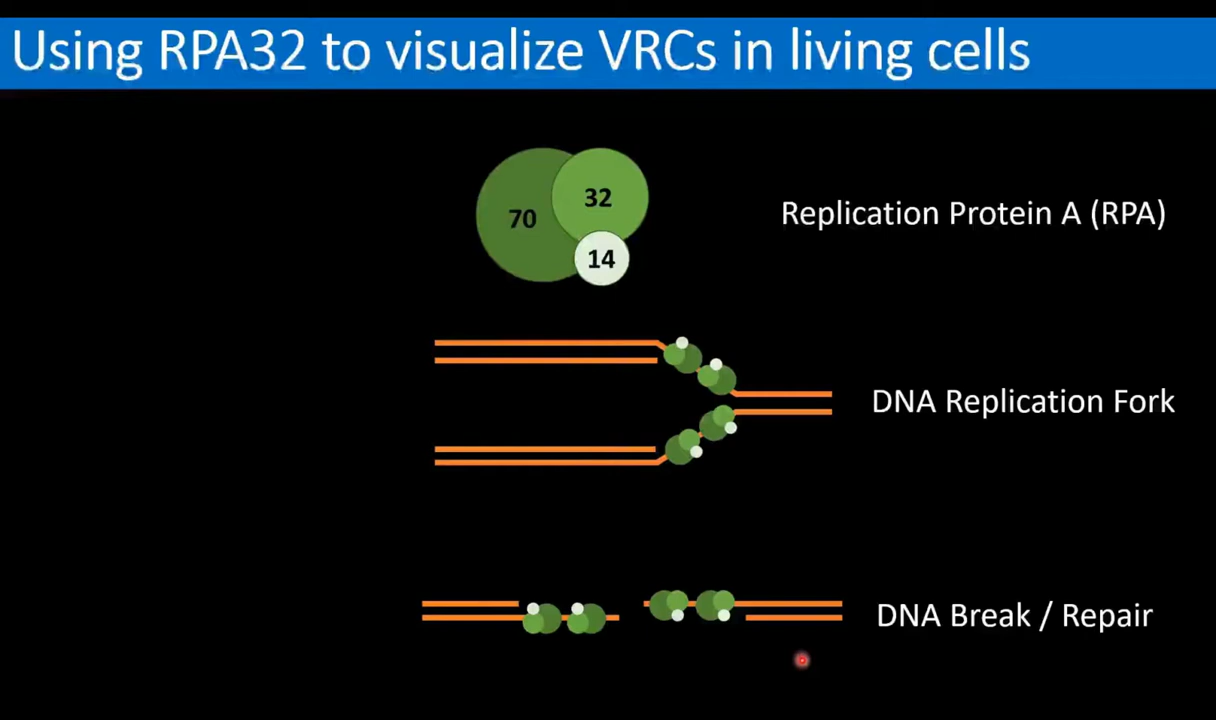 Using RPA32 to visualize VRCs in living cells
70
32
14
Replication Protein A (RPA)
DNA Replication Fork
DNA Break / Repair